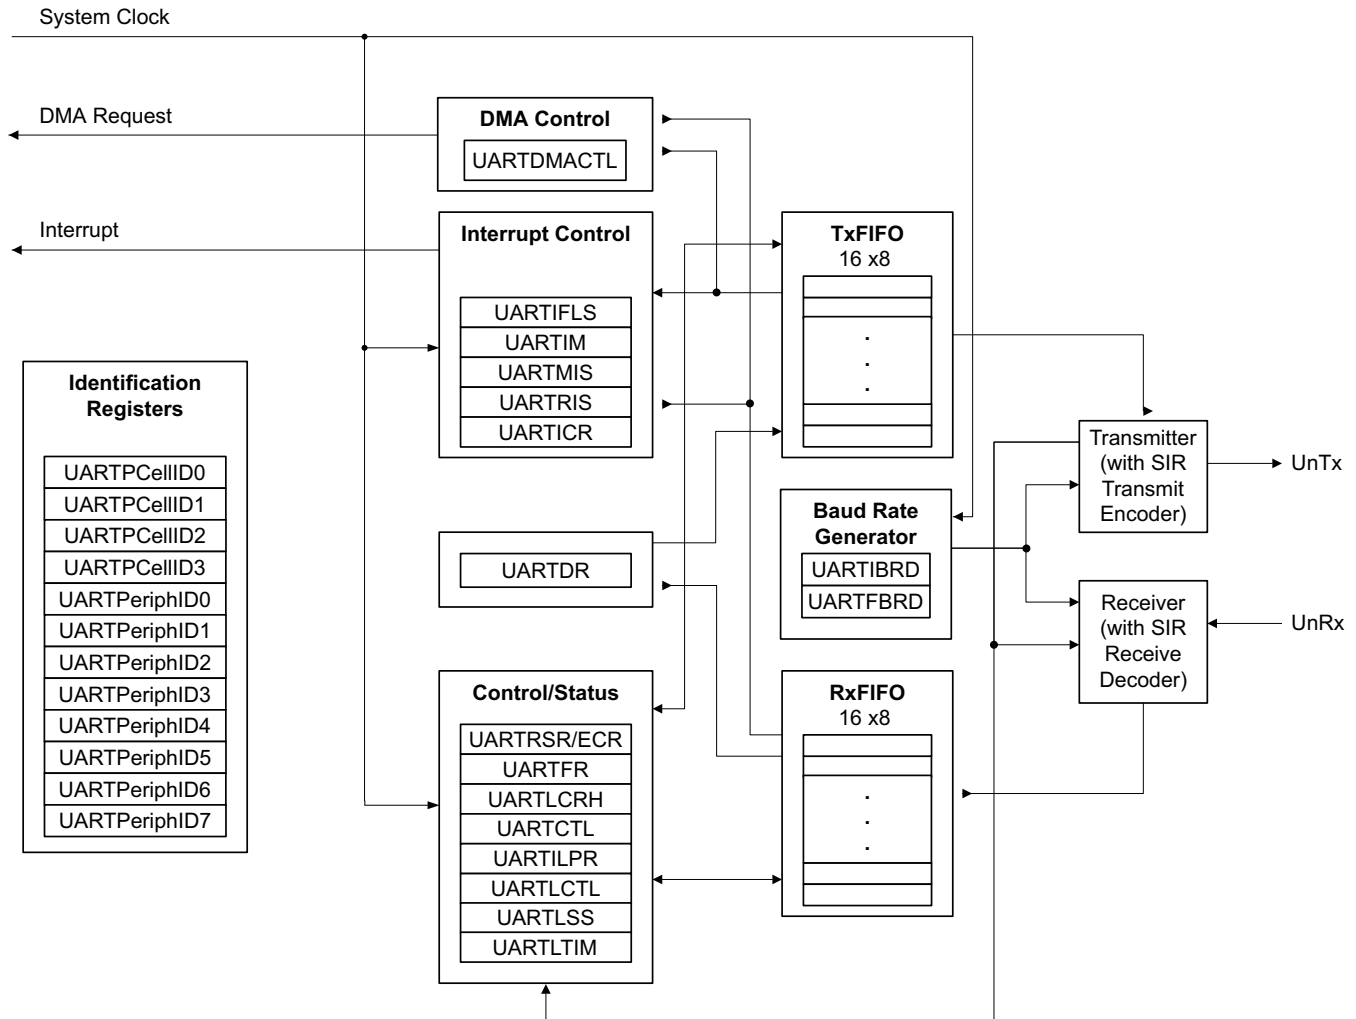 System Clock
DMA Request
DMA Control
UARTDMACTL
Interrupt
Interrupt Control
UARTIFLS
UARTIM
UARTMIS
UARTRIS
UARTICR
TxFIFO
16 x8
.
.
.
Identification
Registers
UARTPCellID0
UARTPCellID1
UARTPCellID2
UARTPCellID3
UARTPeriphID0
UARTPeriphID1
UARTPeriphID2
UARTPeriphID3
UARTPeriphID4
UARTPeriphID5
UARTPeriphID6
UARTPeriphID7
UARTDR
Baud Rate
Generator
UARTIBRD
UARTFBRD
Transmitter
(with SIR
Transmit
Encoder)
UnTx
Receiver
(with SIR
Receive
Decoder)
UnRx
Control/Status
UARTRSR/ECR
UARTFR
UARTLCRH
UARTCTL
UARTILPR
UARTLCTL
UARTLSS
UARTLTIM
RxFIFO
16 x8
.
.
.